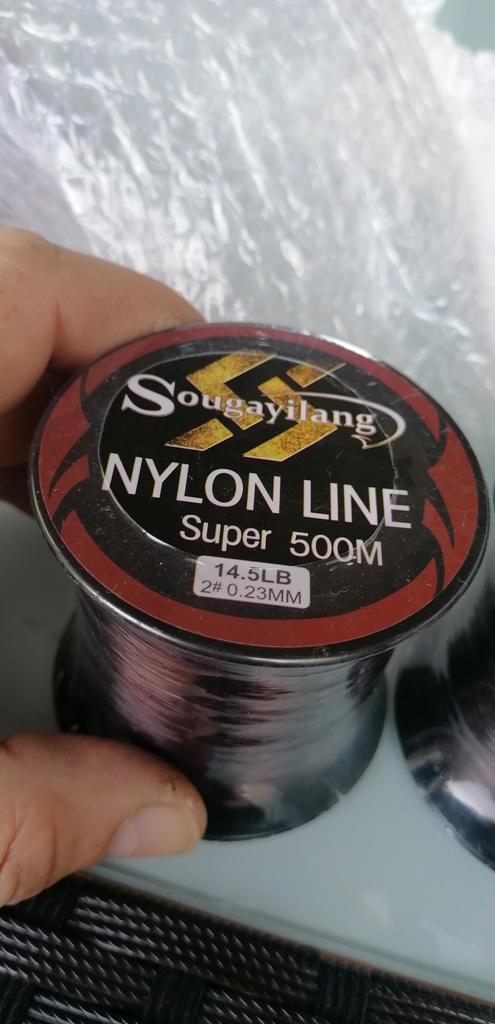 Sougayilang
NYLON LINE
Super 500M
14.5LB
2# 0.23MM